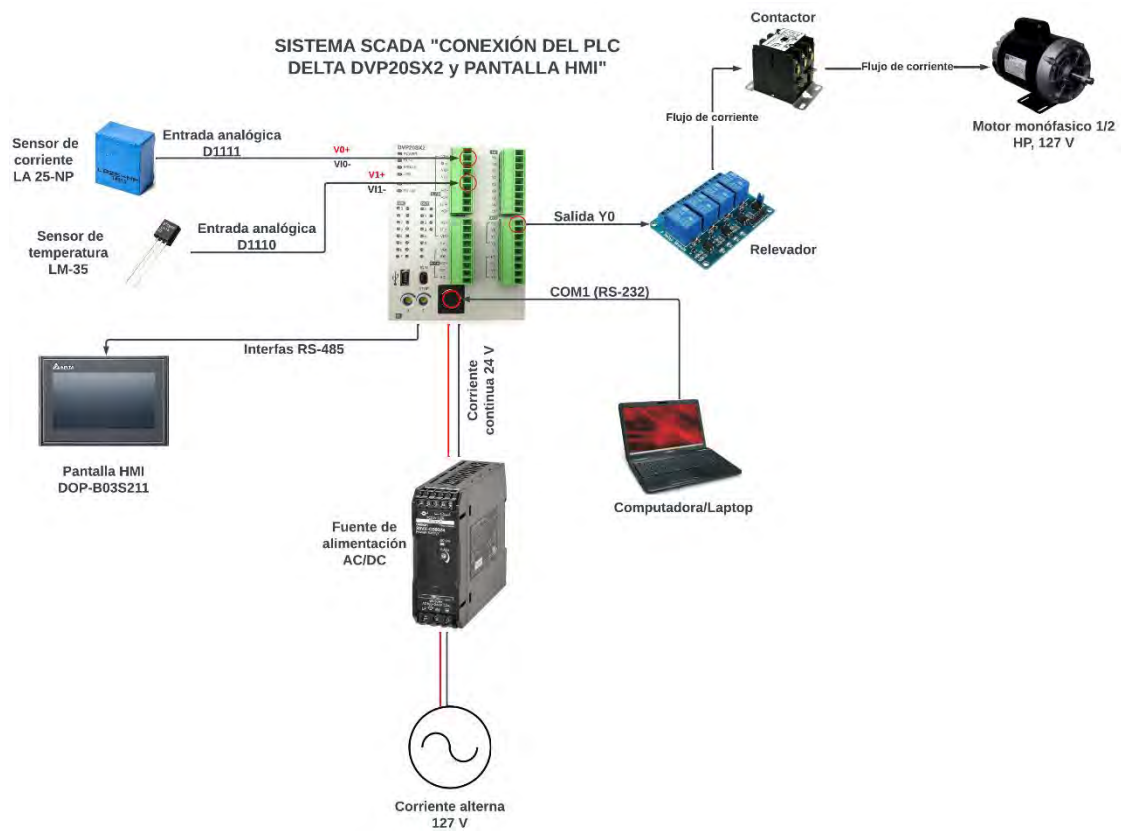 SISTEMA SCADA "CONEXIÓN DEL PLC
DELTA DVP20SX2 y PANTALLA HMI"
Contactor
Flujo de corriente
Motor monófasico 1/2
HP, 127 V
Flujo de corriente
Sensor de
corriente
LA 25-NP
Entrada analógica
D1111
V0+
VI0-
V1+
VI1-
DVP20SX2
Sensor de
temperatura
LM-35
Entrada analógica
D1110
Salida Y0
Relevador
COM1 (RS-232)
Interfas RS-485
Corriente
continua 24 V
Pantalla HMI
DOP-B03S211
Computadora/Laptop
Fuente de
alimentación
AC/DC
Corriente alterna
127 V